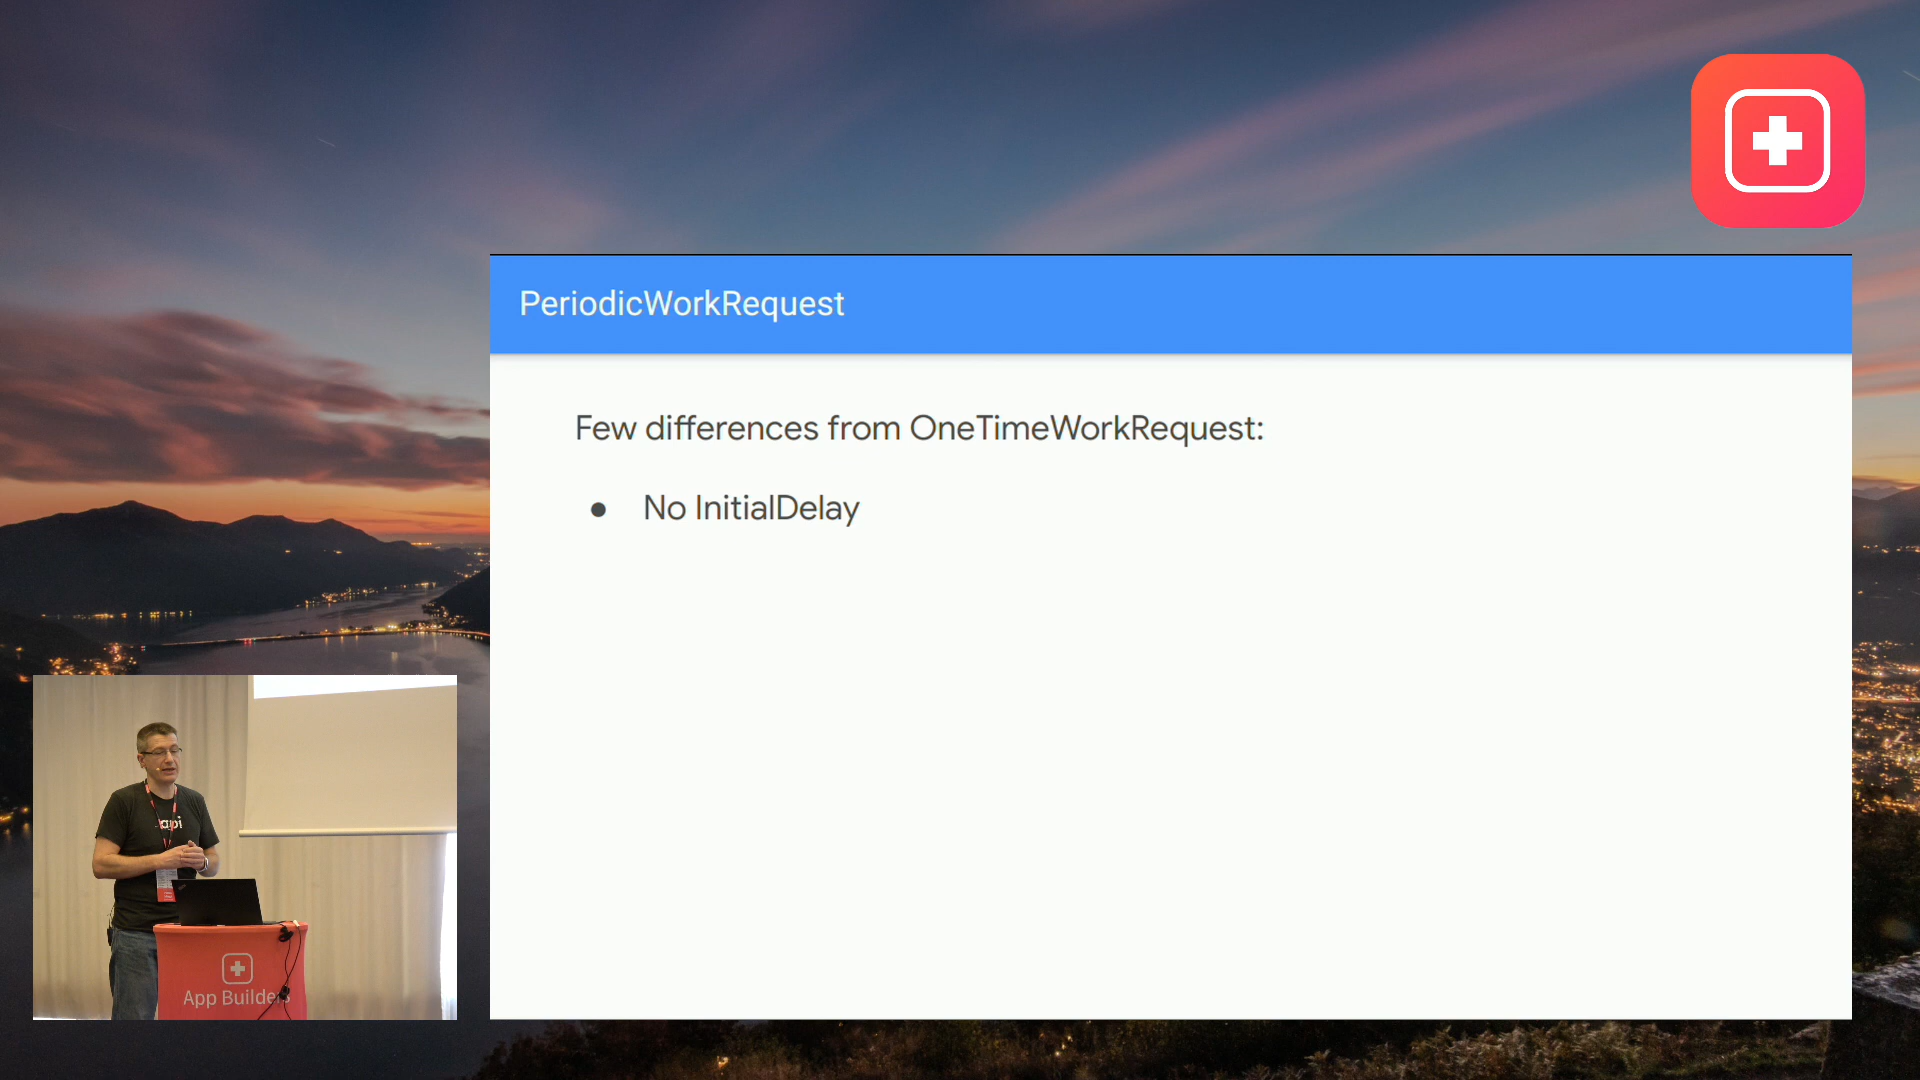 PeriodicWorkRequest
Few differences from OneTimeWorkRequest:
● No InitialDelay
api
App Builders